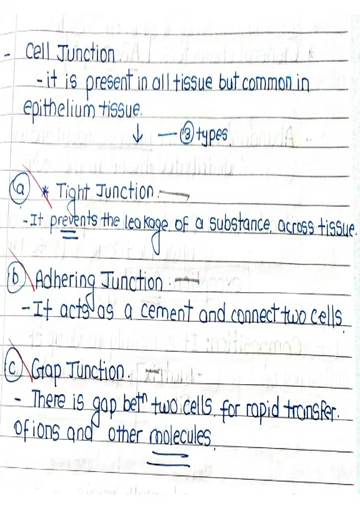 - Cell Junction
- it is present in all tissue but common in
epithelium tissue.
↓ — ③ types
ⓐ * Tight Junction. —
- It prevents the leakage of a substance, across tissue.
ⓑ Adhering Junction. —
- It acts as a cement and connect two cells
ⓒ Gap Junction. —
- There is gap betⁿ two cells, for rapid transfer.
of ions and other molecules